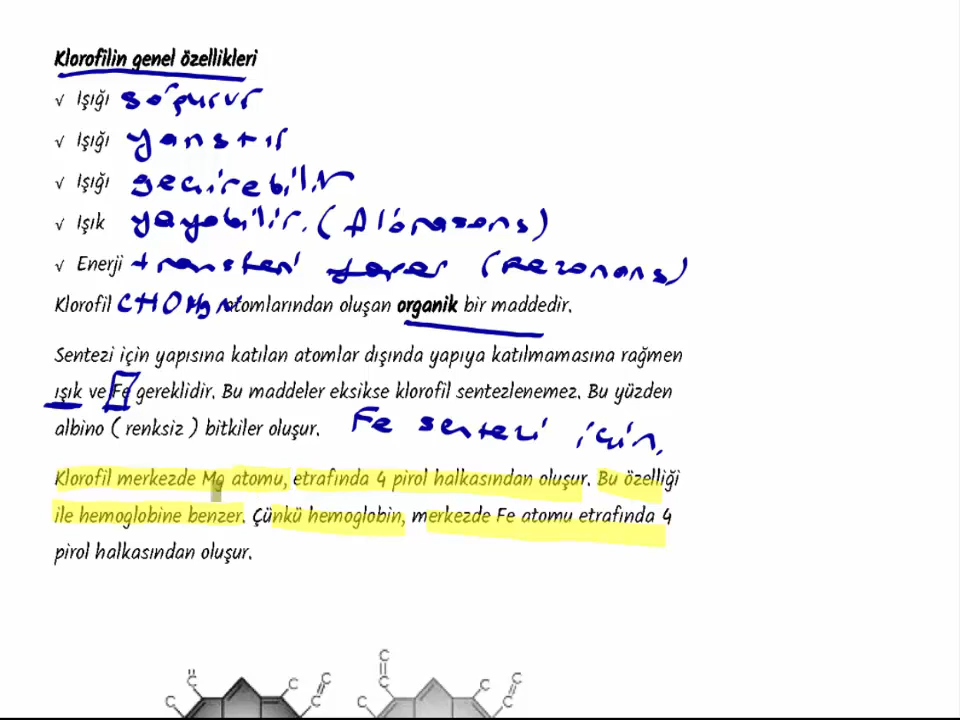 Klorofilin genel özellikleri
√ Işığı soğurur
√ Işığı yansıtır
√ Işığı geçirebilir
√ Işık yayabilir. (
√ Enerji transferi yapar (Rezonans)
Klorofil CHOMgN atomlarından oluşan organik bir maddedir.
Sentezi için yapısına katılan atomlar dışında yapıya katılmamasına rağmen
ışık ve Fe gereklidir. Bu maddeler eksikse klorofil sentezlenemez. Bu yüzden
albino ( renksiz ) bitkiler oluşur. Fe sentezi için.
Klorofil merkezde Mg atomu, etrafında 4 pirol halkasından oluşur. Bu özelliği
ile hemoglobine benzer. Çünkü hemoglobin, merkezde Fe atomu etrafında 4
pirol halkasından oluşur.
C
C C C C C C
C C C C